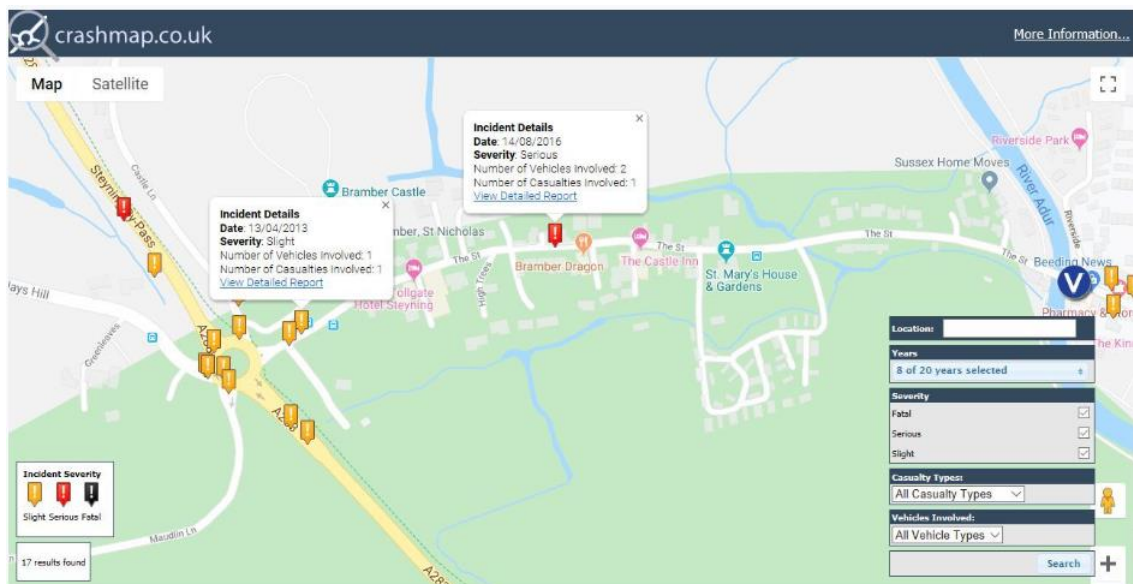 crashmap.co.uk
More Information...
Map
Satellite
Castle Ln
Steyning By-Pass
Bramber Castle
Incident Details
Date: 14/08/2016
Severity: Serious
Number of Vehicles Involved: 2
Number of Casualties Involved: 1
View Detailed Report
Riverside Park
Sussex Home Moves
River Adur
Riverside
Incident Details
Date: 13/04/2013
Severity: Slight
Number of Vehicles Involved: 1
Number of Casualties Involved: 1
View Detailed Report
St Nicholas
The St
High Trees
Hotel Steyning
Bramber Dragon
The St
The Castle Inn
St. Mary's House
& Gardens
The St
The St
Beeding News
V
Pharmacy &
ays Hill
Greenleaves
A283
Maudlin Ln
Location:
Years
8 of 20 years selected
Severity
Fatal
Serious
Slight
Casualty Types:
All Casualty Types
Vehicles Involved:
All Vehicle Types
Search
Incident Severity
Slight Serious Fatal
17 results found